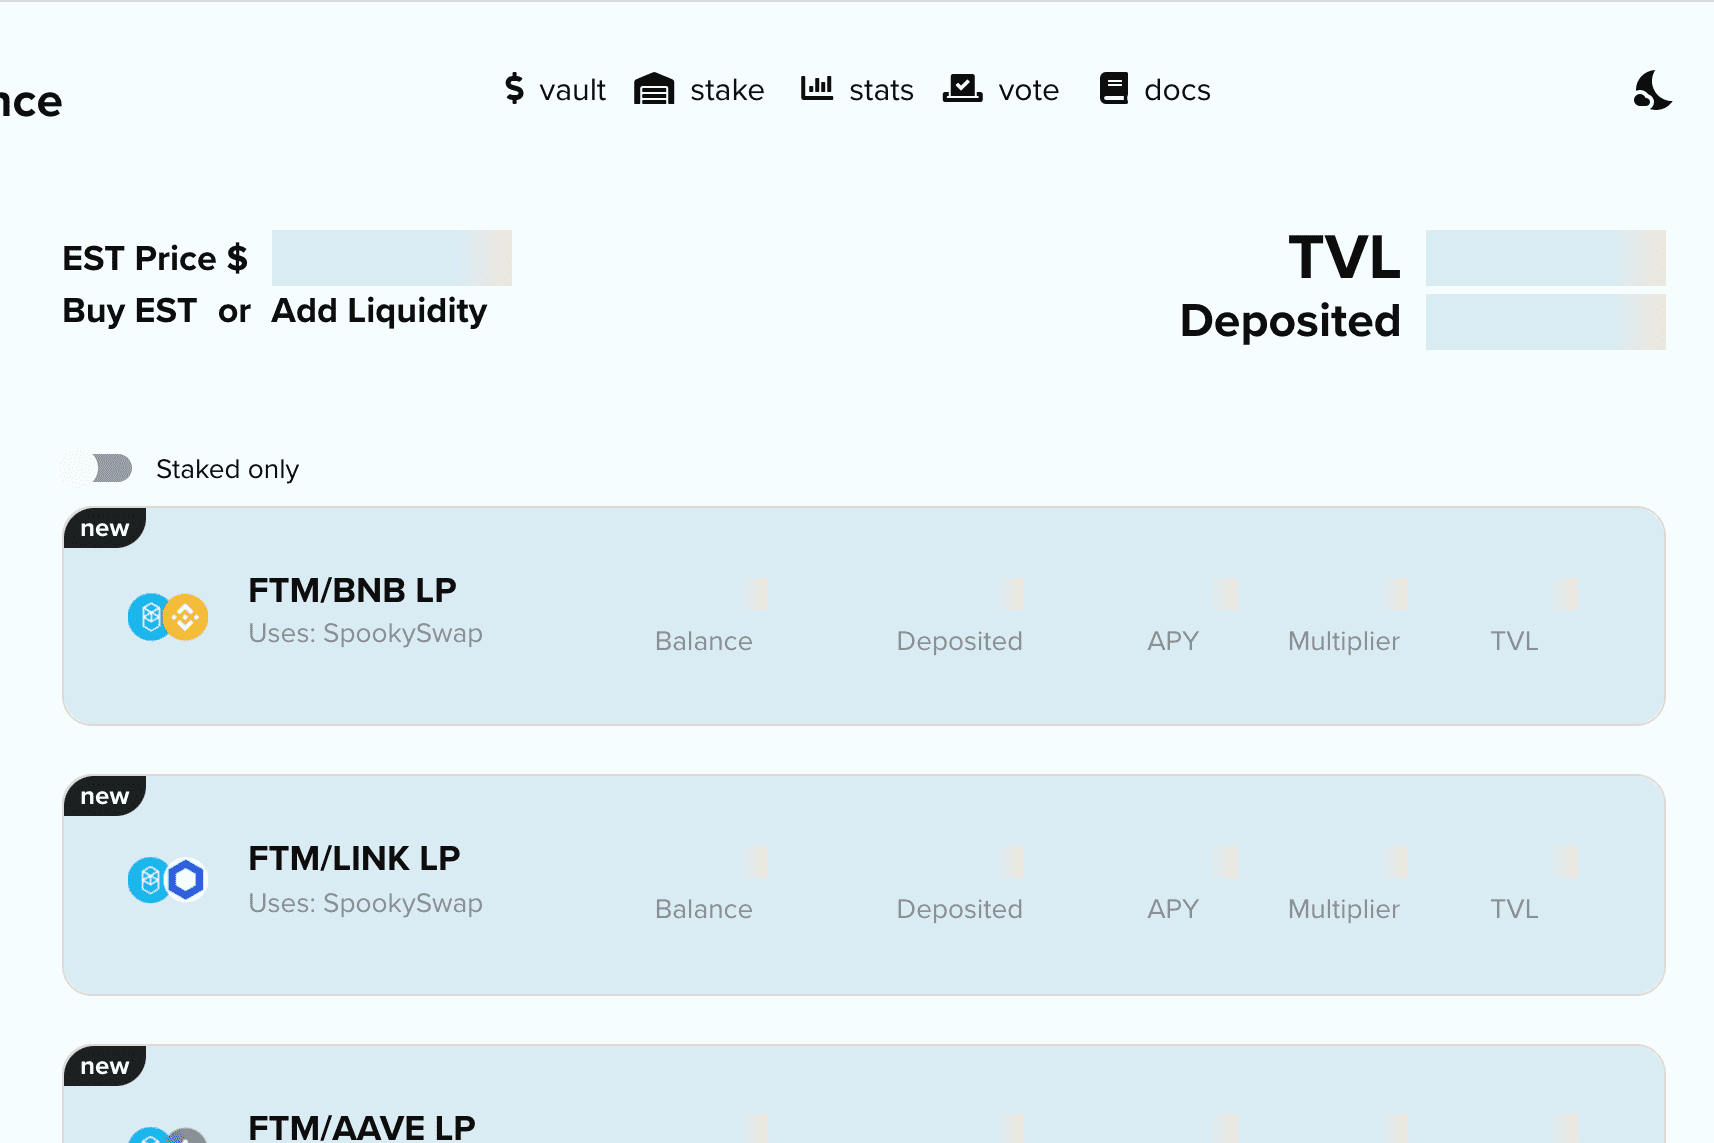 nce
vault stake stats vote docs
EST Price $
Buy EST or Add Liquidity
TVL
Deposited
Staked only
new
FTM/BNB LP
Uses: SpookySwap
Balance Deposited APY Multiplier TVL
new
FTM/LINK LP
Uses: SpookySwap
Balance Deposited APY Multiplier TVL
new
FTM/AAVE LP